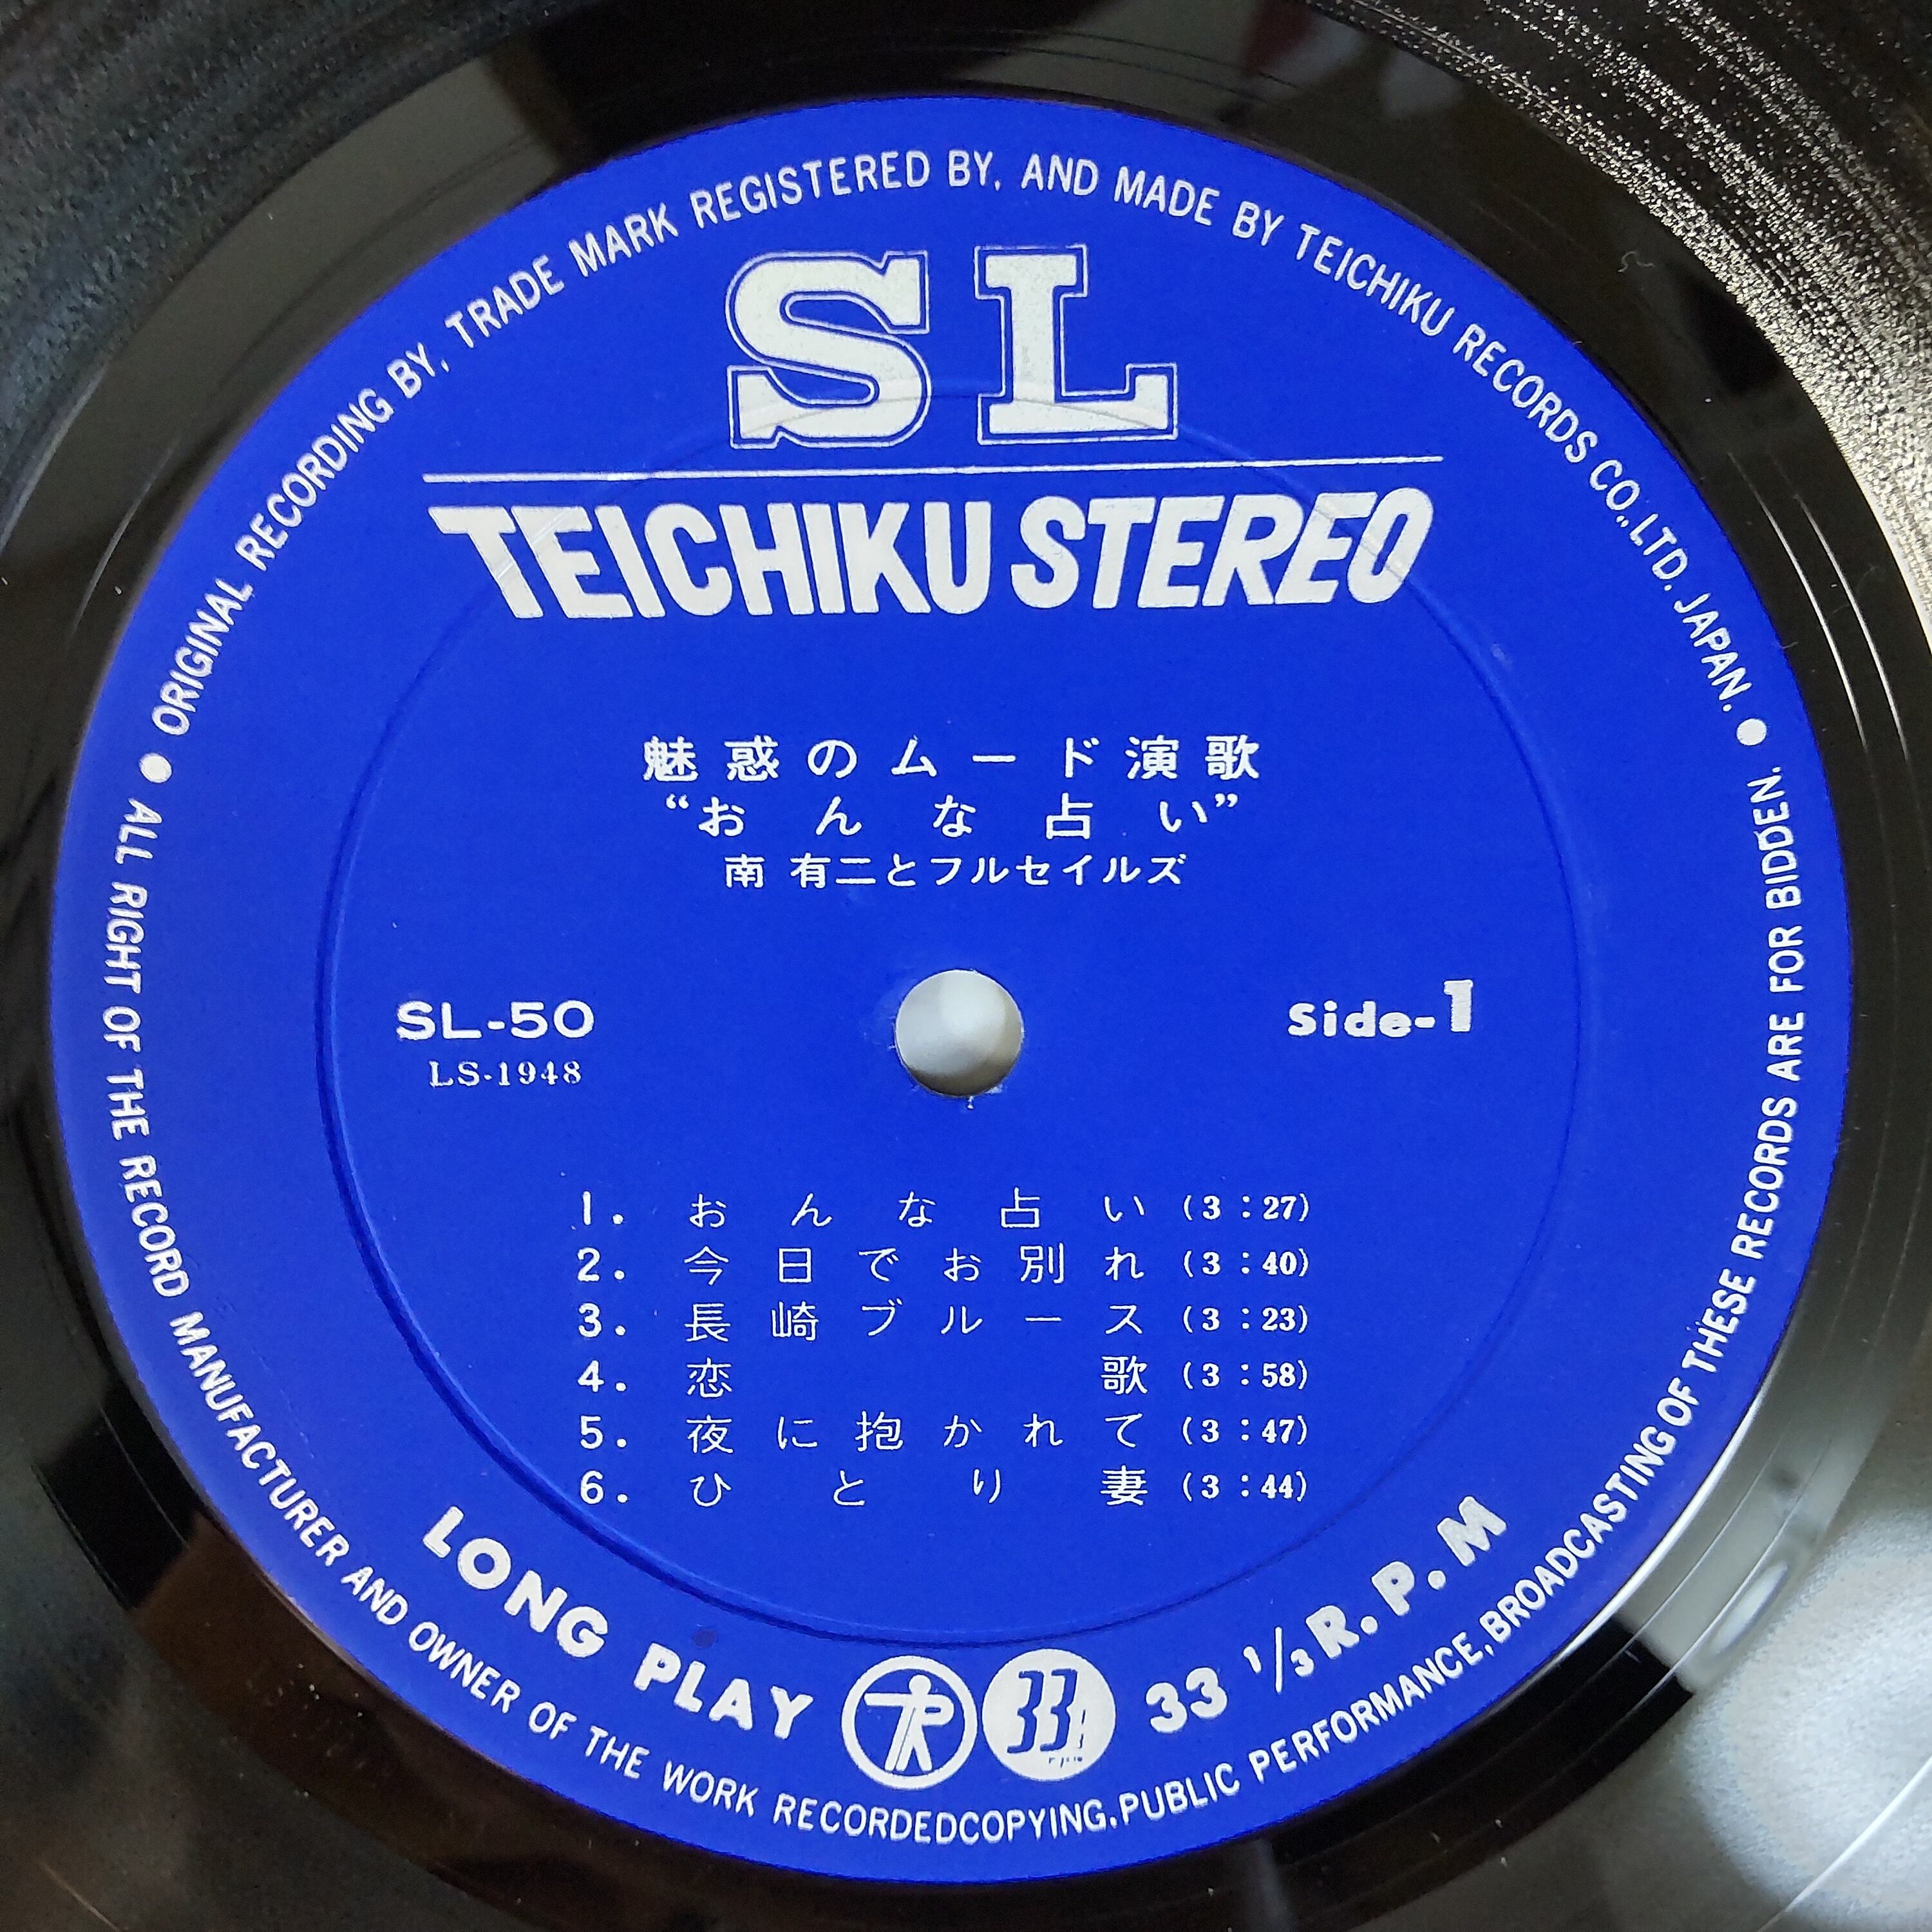 ORIGINAL RECORDING BY, TRADE MARK REGISTERED BY, AND MADE BY TEICHIKU RECORDS CO., LTD. JAPAN.
SL
TEICHIKU STEREO
魅惑のムード演歌
“おんな占い”
南 有二とフルセイルズ
SL-50
LS-1948
Side-1
1. おんな占い (3:27)
2. 今日でお別れ (3:40)
3. 長崎ブルース (3:23)
4. 恋歌 (3:58)
5. 夜に抱かれて (3:47)
6. ひとり妻 (3:44)
LONG PLAY
33
33 1/3 R.P.M
ALL RIGHT OF THE RECORD MANUFACTURER AND OWNER OF THE WORK RECORDEDCOPYING, PUBLIC PERFORMANCE, BROADCASTING OF THESE RECORDS ARE FOR BIDDEN.